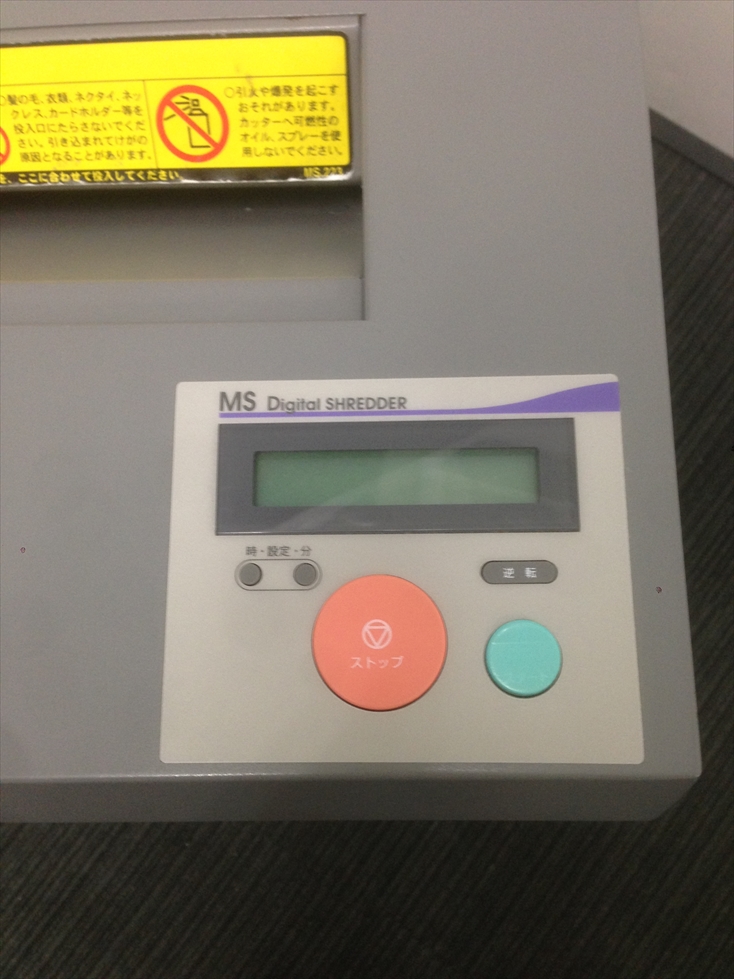 ○髪の毛、衣類、ネクタイ、ネッ
クレス、カードホルダー等を
投入口にたらさないでくだ
さい。引き込まれてけがの
原因となることがあります。
○引火や爆発を起こす
おそれがあります。
カッターへ可燃性の
オイル、スプレーを使
用しないでください。
を、ここに合わせて投入してください
MS 223
MS Digital SHREDDER
時・設定・分
逆転
ストップ